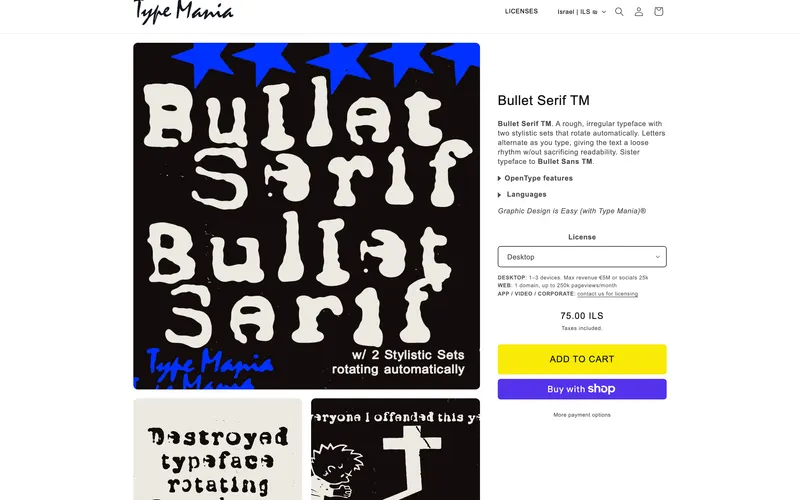 Type Mania
LICENSES
Israel | ILS ₪
Bullet
Serif
Bullet
Serif
Type Mania
Type Mania
w/ 2 Stylistic Sets
rotating automatically
Destroyed
typeface
rotating
everyone i offended this ye
Bullet Serif TM
Bullet Serif TM. A rough, irregular typeface with
two stylistic sets that rotate automatically. Letters
alternate as you type, giving the text a loose
rhythm w/out sacrificing readability. Sister
typeface to Bullet Sans TM.
OpenType features
Languages
Graphic Design is Easy (with Type Mania)®
License
Desktop
DESKTOP: 1–3 devices. Max revenue €5M or socials 25k
WEB: 1 domain, up to 250k pageviews/month
APP / VIDEO / CORPORATE: contact us for licensing
75.00 ILS
Taxes included.
ADD TO CART
Buy with shop
More payment options